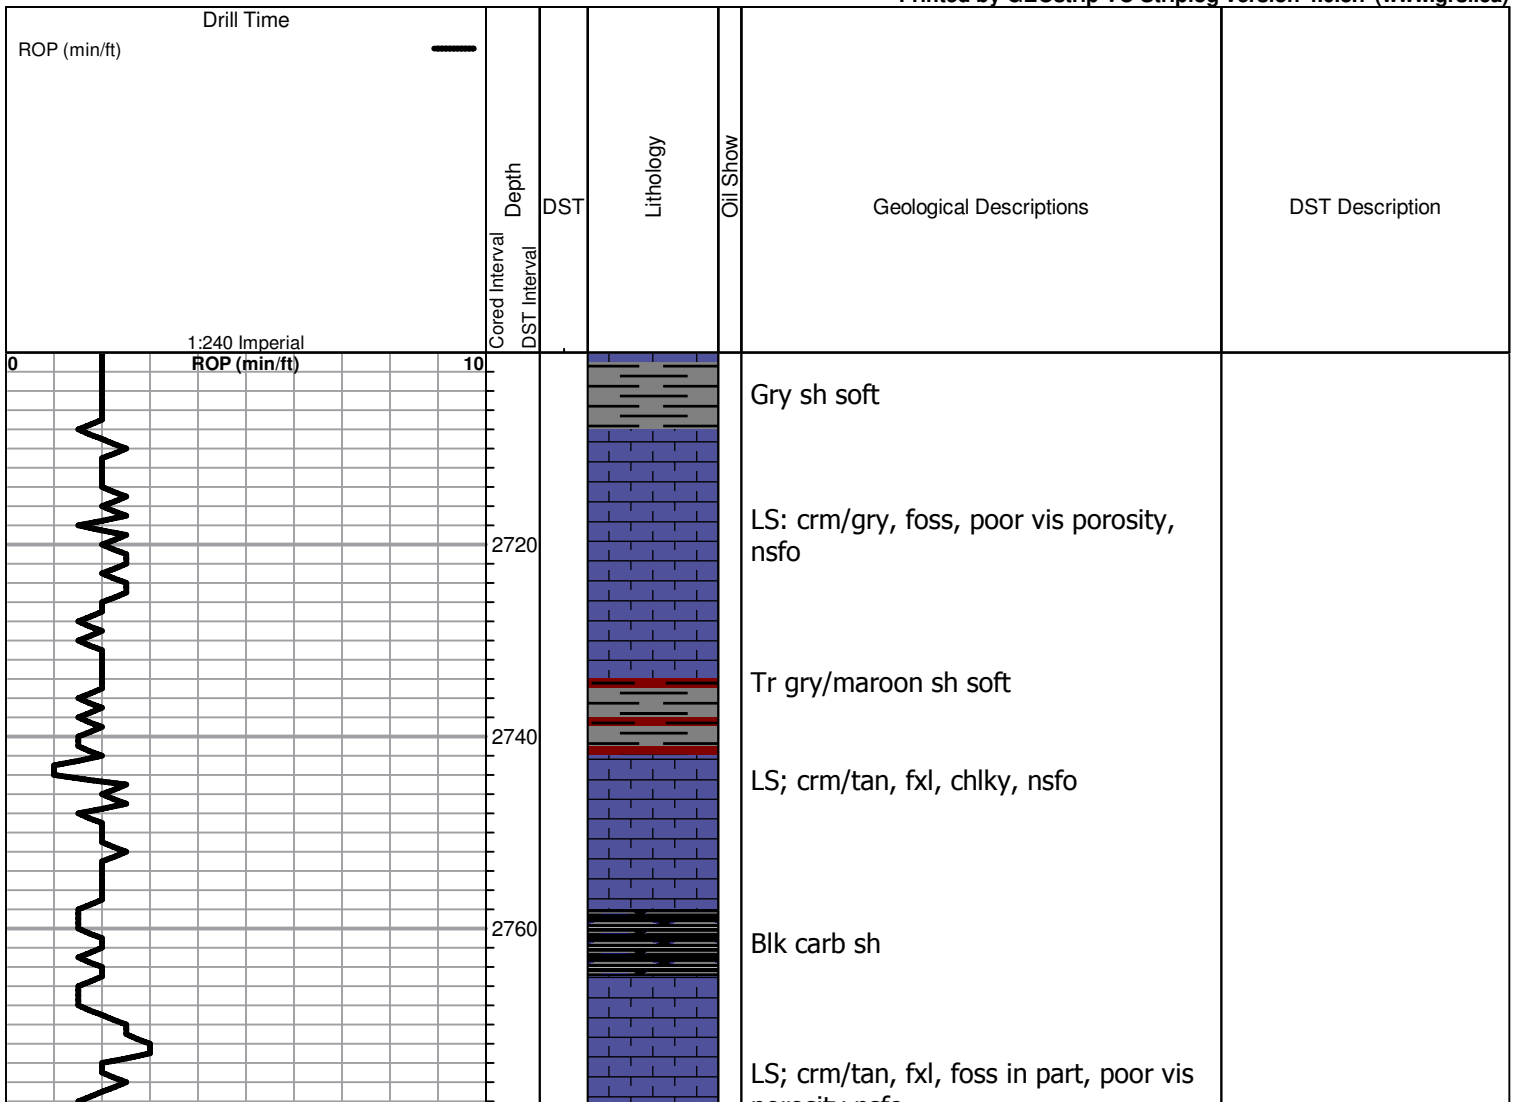 Drill Time
ROP (min/ft)
Cored Interval
Depth
DST Interval
DST
Lithology
Oil Show
Geological Descriptions
DST Description
1:240 Imperial
0 ROP (min/ft) 10
Gry sh soft
LS: crm/gry, foss, poor vis porosity,
nsfo
2720
Tr gry/maroon sh soft
2740
LS; crm/tan, fxl, chlky, nsfo
2760
Blk carb sh
LS; crm/tan, fxl, foss in part, poor vis